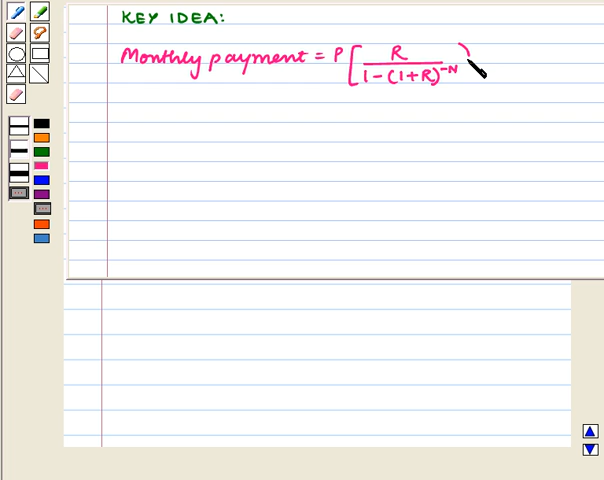 KEY IDEA:
Monthly payment = P [ R / 1 - (1+R)^-N )